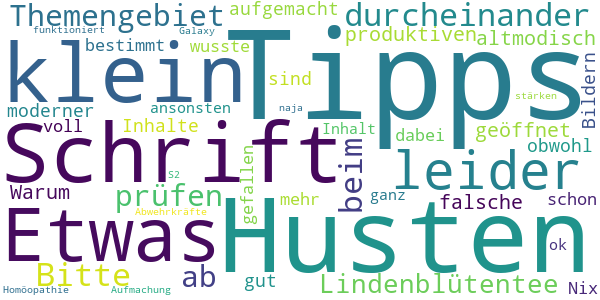 Themengebiet
funktioniert
Galaxy
aufgemacht
durcheinander
bestimmt
wusste
produktiven
altmodisch
klein
Tipps
sind
Bildern
moderner
ansonsten
naja
stärken
Schrift
voll
Inhalte
Inhalt
dabei
geöffnet
obwohl
Warum
prüfen
gefallen
beim
leider
S2
mehr
ganz
falsche
schon
Etwas
Abwehrkräfte
Husten
ok
Bitte
ab
gut
Lindenblütentee
Nix
Homöopathie
Aufmachung